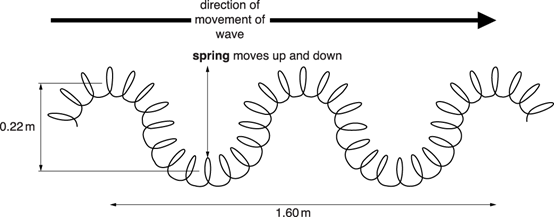 direction of
movement of
wave
spring moves up and down
0.22 m
1.60 m